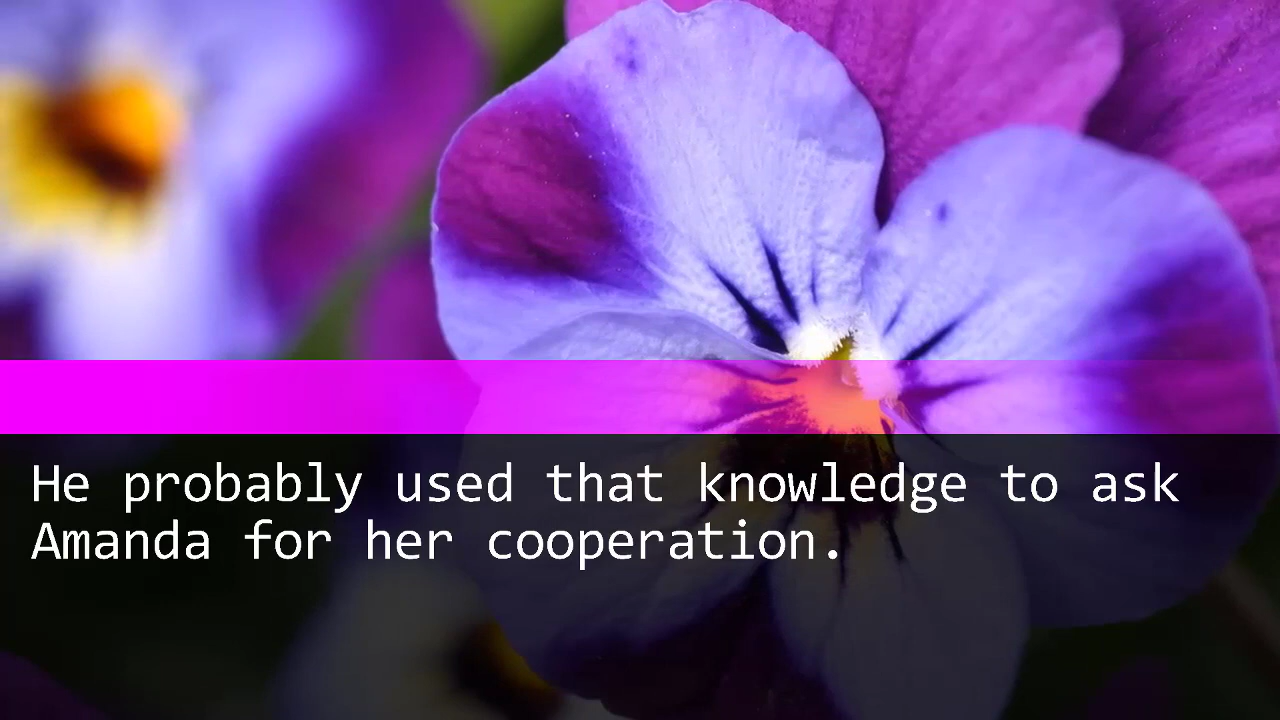 He probably used that knowledge to ask
Amanda for her cooperation.